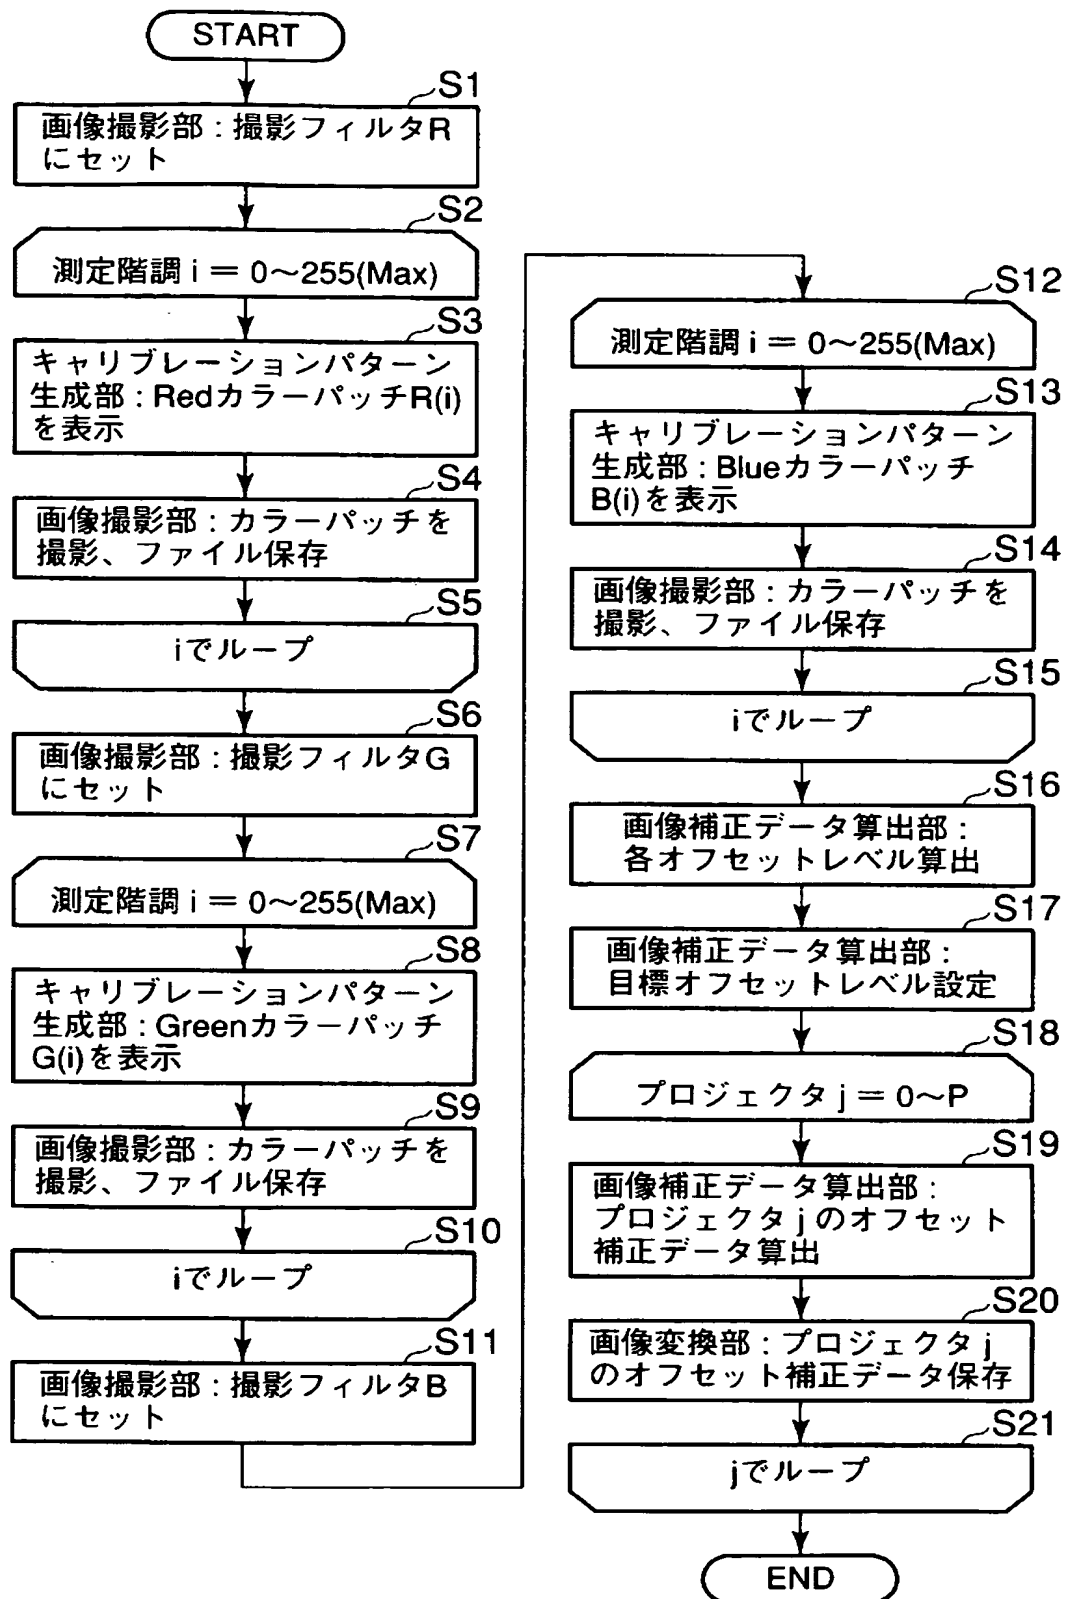 START
S1
画像撮影部：撮影フィルタR
にセット
S2
測定階調 i ＝ 0～255(Max)
S3
キャリブレーションパターン
生成部：RedカラーパッチR(i)
を表示
S4
画像撮影部：カラーパッチを
撮影、ファイル保存
S5
iでループ
S6
画像撮影部：撮影フィルタG
にセット
S7
測定階調 i ＝ 0～255(Max)
S8
キャリブレーションパターン
生成部：Greenカラーパッチ
G(i)を表示
S9
画像撮影部：カラーパッチを
撮影、ファイル保存
S10
iでループ
S11
画像撮影部：撮影フィルタB
にセット
S12
測定階調 i ＝ 0～255(Max)
S13
キャリブレーションパターン
生成部：Blueカラーパッチ
B(i)を表示
S14
画像撮影部：カラーパッチを
撮影、ファイル保存
S15
iでループ
S16
画像補正データ算出部：
各オフセットレベル算出
S17
画像補正データ算出部：
目標オフセットレベル設定
S18
プロジェクタ j ＝ 0～P
S19
画像補正データ算出部：
プロジェクタ j のオフセット
補正データ算出
S20
画像変換部：プロジェクタ j
のオフセット補正データ保存
S21
jでループ
END